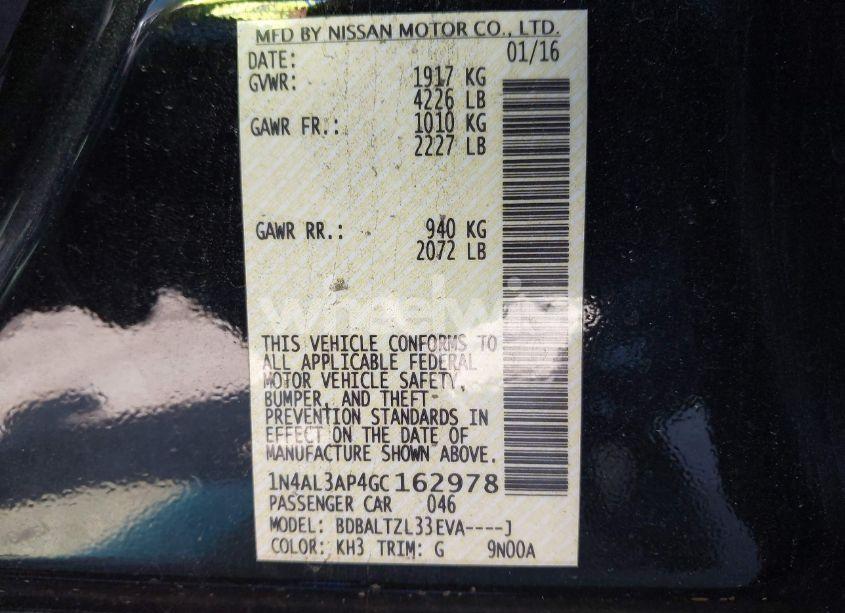 MFD BY NISSAN MOTOR CO., LTD.
DATE: 01/16
GVWR: 1917 KG
4226 LB
GAWR FR.: 1010 KG
2227 LB
GAWR RR.: 940 KG
2072 LB
THIS VEHICLE CONFORMS TO
ALL APPLICABLE FEDERAL
MOTOR VEHICLE SAFETY,
BUMPER, AND THEFT
PREVENTION STANDARDS IN
EFFECT ON THE DATE OF
MANUFACTURE SHOWN ABOVE.
1N4AL3AP4GC162978
PASSENGER CAR 046
MODEL: BDBALTZL33EVA----J
COLOR: KH3 TRIM: G 9N00A